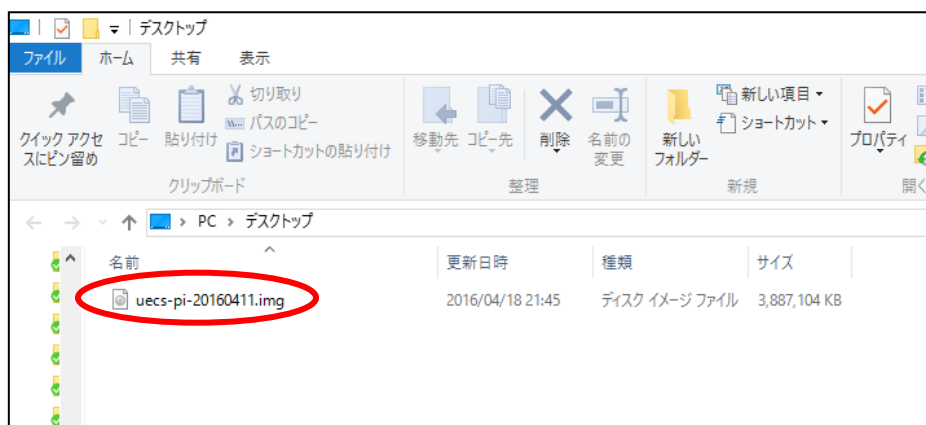 デスクトップ
ファイル ホーム 共有 表示
クイック アクセスにピン留め
コピー
貼り付け
切り取り
パスのコピー
ショートカットの貼り付け
クリップボード
移動先
コピー先
削除
名前の変更
整理
新しいフォルダー
新しい項目
ショートカット
新規
プロパティ
開く
PC › デスクトップ
名前 更新日時 種類 サイズ
uecs-pi-20160411.img 2016/04/18 21:45 ディスク イメージ ファイル 3,887,104 KB